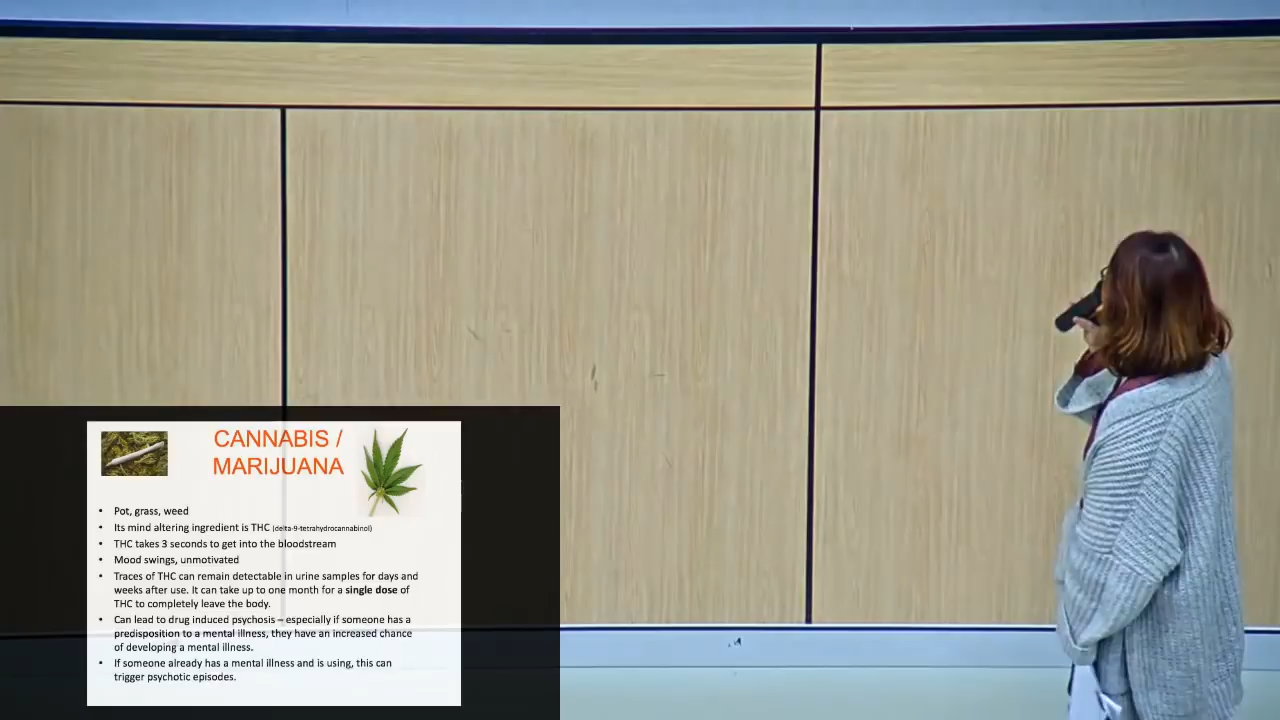 CANNABIS /
MARIJUANA
• Pot, grass, weed
• Its mind altering ingredient is THC (delta-9-tetrahydrocannabinol)
• THC takes 3 seconds to get into the bloodstream
• Mood swings, unmotivated
• Traces of THC can remain detectable in urine samples for days and
weeks after use. It can take up to one month for a single dose of
THC to completely leave the body.
• Can lead to drug induced psychosis – especially if someone has a
predisposition to a mental illness, they have an increased chance
of developing a mental illness.
• If someone already has a mental illness and is using, this can
trigger psychotic episodes.